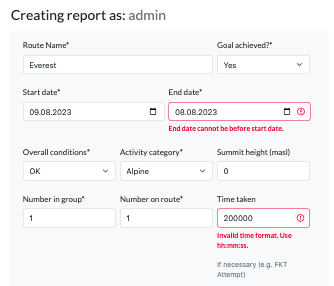 Creating report as: admin
Route Name* Goal achieved?*
Everest Yes
Start date* End date*
09.08.2023 08.08.2023
End date cannot be before start date.
Overall conditions* Activity category* Summit height (masl)
OK Alpine 0
Number in group* Number on route* Time taken
1 1 200000
Invalid time format. Use
hh:mm:ss.
If necessary (e.g. FKT
Attempt)